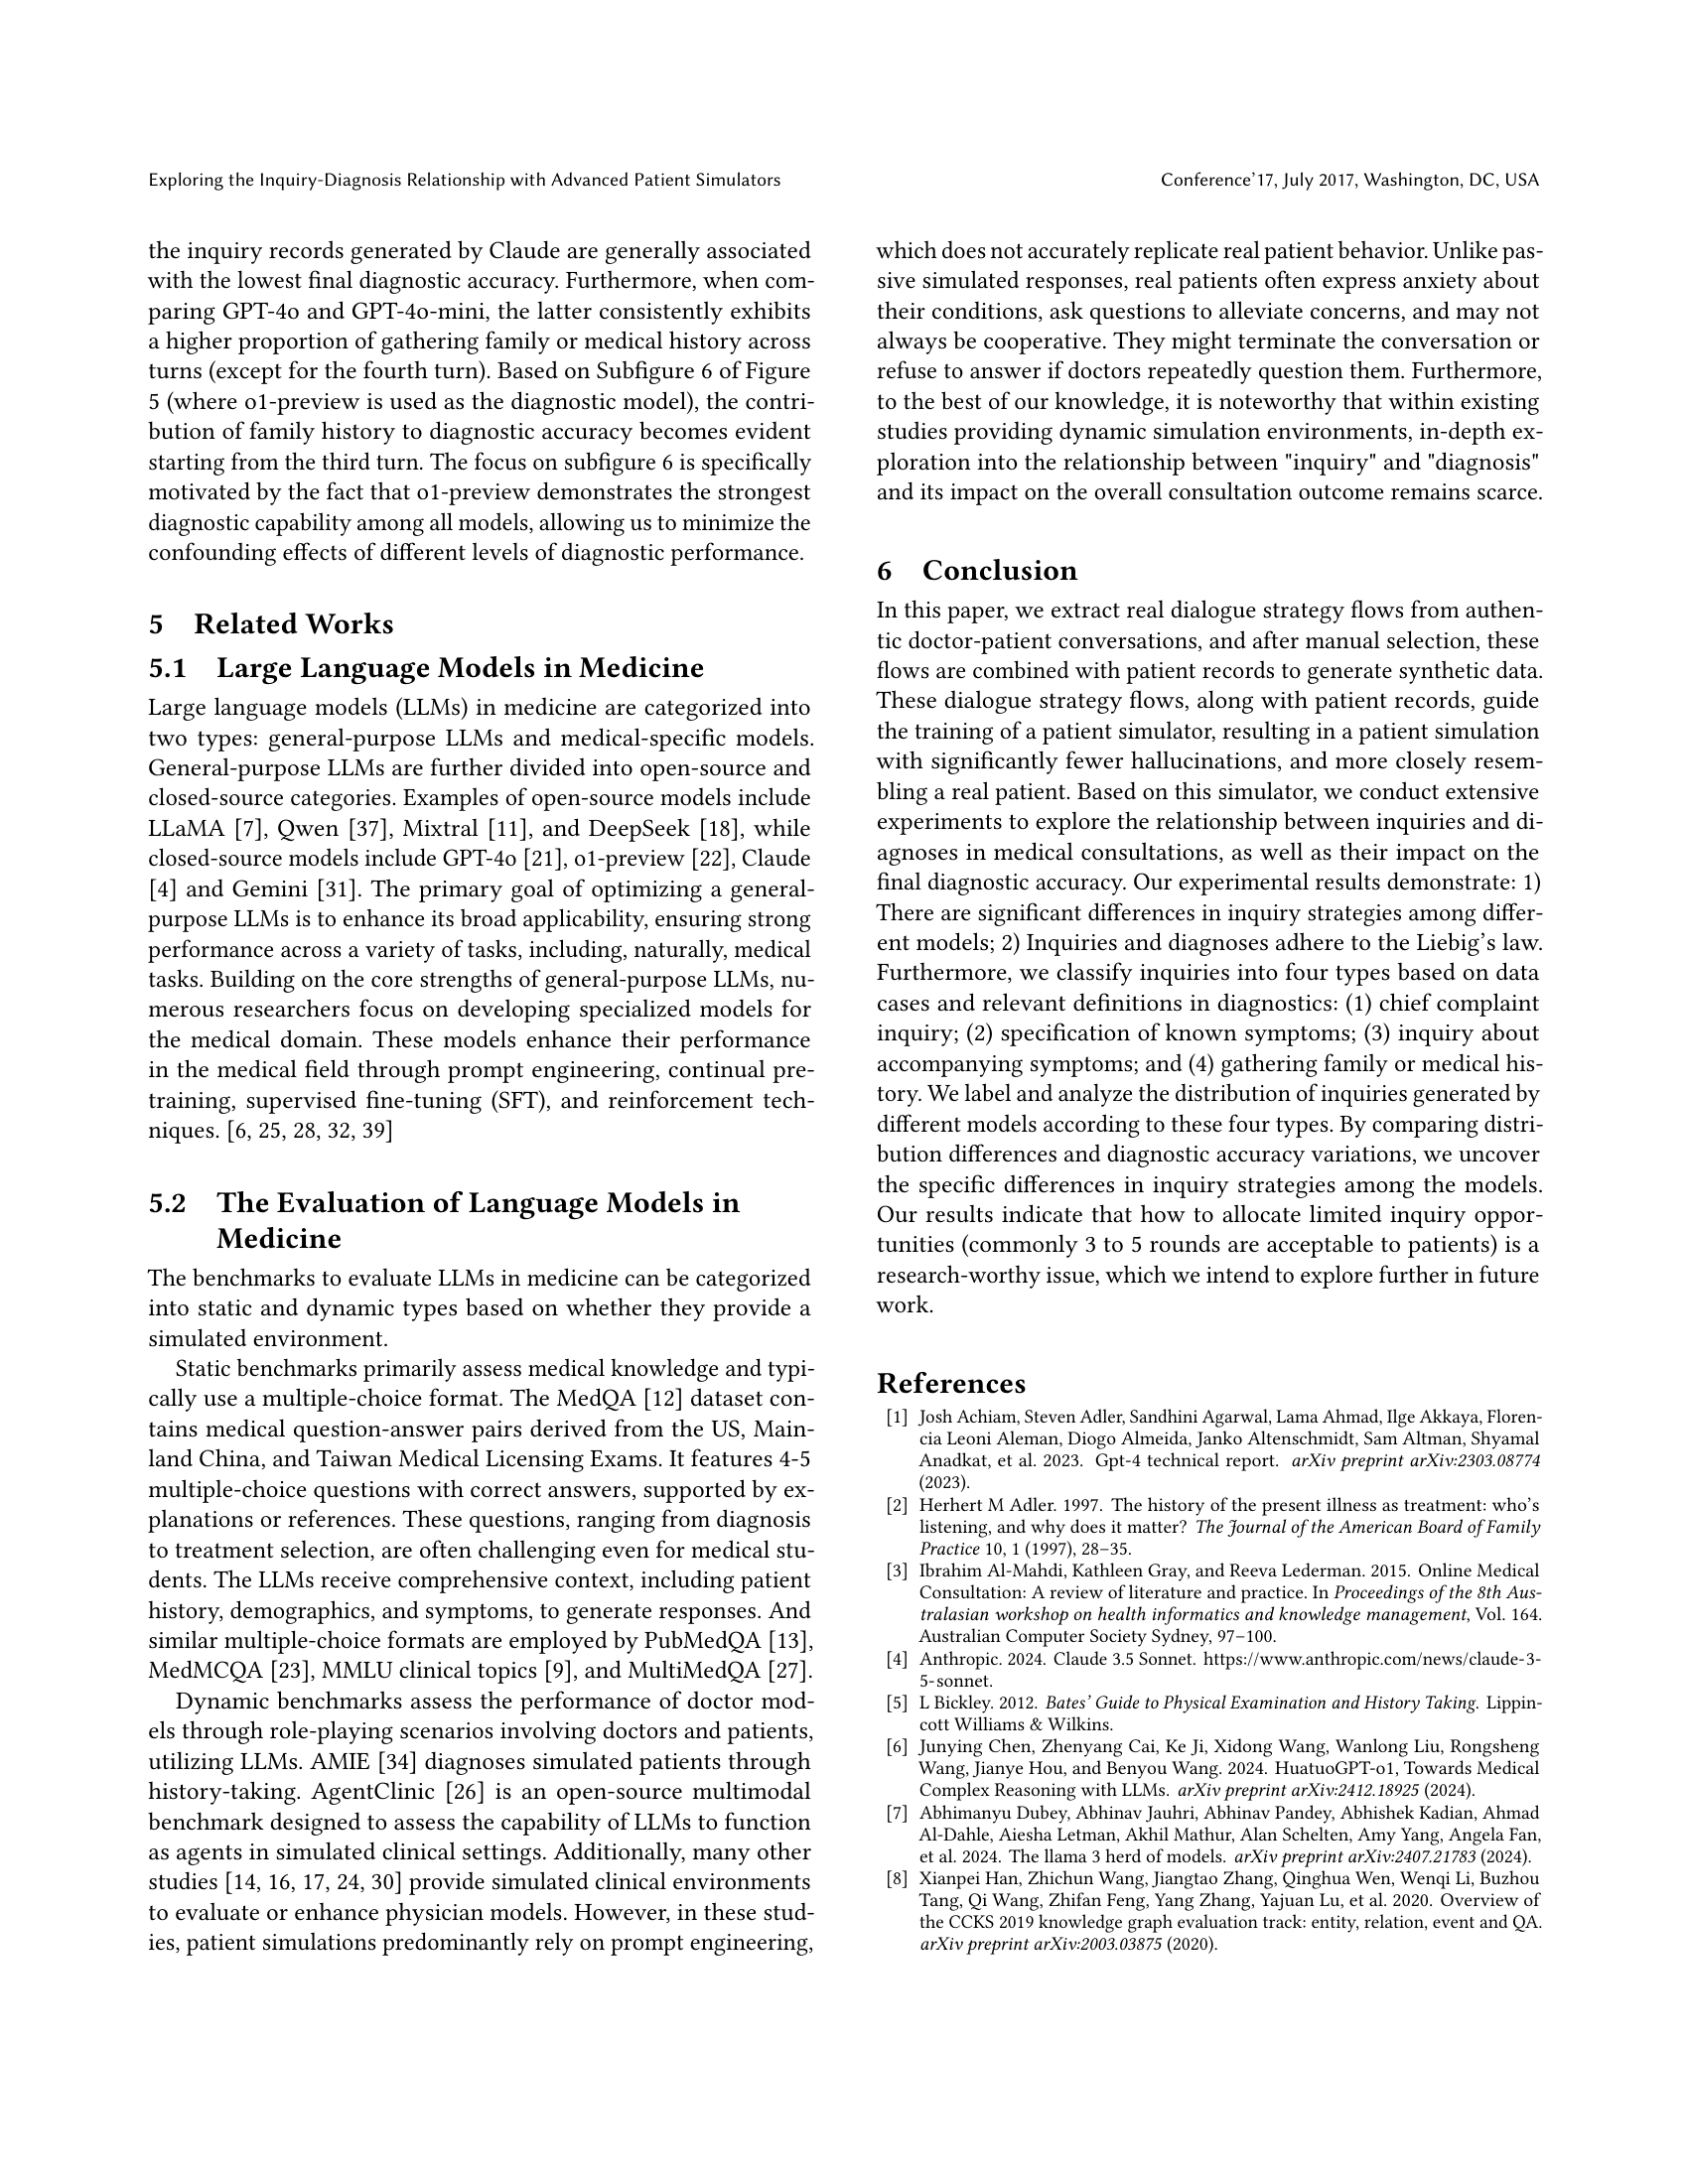 Exploring the Inquiry-Diagnosis Relationship with Advanced Patient Simulators
Conference'17, July 2017, Washington, DC, USA
the inquiry records generated by Claude are generally associated
with the lowest final diagnostic accuracy. Furthermore, when com-
paring GPT-4o and GPT-4o-mini, the latter consistently exhibits
a higher proportion of gathering family or medical history across
turns (except for the fourth turn). Based on Subfigure 6 of Figure
5 (where o1-preview is used as the diagnostic model), the contri-
bution of family history to diagnostic accuracy becomes evident
starting from the third turn. The focus on subfigure 6 is specifically
motivated by the fact that o1-preview demonstrates the strongest
diagnostic capability among all models, allowing us to minimize the
confounding effects of different levels of diagnostic performance.
5 Related Works
5.1 Large Language Models in Medicine
Large language models (LLMs) in medicine are categorized into
two types: general-purpose LLMs and medical-specific models.
General-purpose LLMs are further divided into open-source and
closed-source categories. Examples of open-source models include
LLaMA [7], Qwen [37], Mixtral [11], and DeepSeek [18], while
closed-source models include GPT-4o [21], o1-preview [22], Claude
[4] and Gemini [31]. The primary goal of optimizing a general-
purpose LLMs is to enhance its broad applicability, ensuring strong
performance across a variety of tasks, including, naturally, medical
tasks. Building on the core strengths of general-purpose LLMs, nu-
merous researchers focus on developing specialized models for
the medical domain. These models enhance their performance
in the medical field through prompt engineering, continual pre-
training, supervised fine-tuning (SFT), and reinforcement tech-
niques. [6, 25, 28, 32, 39]
5.2 The Evaluation of Language Models in
Medicine
The benchmarks to evaluate LLMs in medicine can be categorized
into static and dynamic types based on whether they provide a
simulated environment.
Static benchmarks primarily assess medical knowledge and typi-
cally use a multiple-choice format. The MedQA [12] dataset con-
tains medical question-answer pairs derived from the US, Main-
land China, and Taiwan Medical Licensing Exams. It features 4-5
multiple-choice questions with correct answers, supported by ex-
planations or references. These questions, ranging from diagnosis
to treatment selection, are often challenging even for medical stu-
dents. The LLMs receive comprehensive context, including patient
history, demographics, and symptoms, to generate responses. And
similar multiple-choice formats are employed by PubMedQA [13],
MedMCQA [23], MMLU clinical topics [9], and MultiMedQA [27].
Dynamic benchmarks assess the performance of doctor mod-
els through role-playing scenarios involving doctors and patients,
utilizing LLMs. AMIE [34] diagnoses simulated patients through
history-taking. AgentClinic [26] is an open-source multimodal
benchmark designed to assess the capability of LLMs to function
as agents in simulated clinical settings. Additionally, many other
studies [14, 16, 17, 24, 30] provide simulated clinical environments
to evaluate or enhance physician models. However, in these stud-
ies, patient simulations predominantly rely on prompt engineering,
which does not accurately replicate real patient behavior. Unlike pas-
sive simulated responses, real patients often express anxiety about
their conditions, ask questions to alleviate concerns, and may not
always be cooperative. They might terminate the conversation or
refuse to answer if doctors repeatedly question them. Furthermore,
to the best of our knowledge, it is noteworthy that within existing
studies providing dynamic simulation environments, in-depth ex-
ploration into the relationship between "inquiry" and "diagnosis"
and its impact on the overall consultation outcome remains scarce.
6 Conclusion
In this paper, we extract real dialogue strategy flows from authen-
tic doctor-patient conversations, and after manual selection, these
flows are combined with patient records to generate synthetic data.
These dialogue strategy flows, along with patient records, guide
the training of a patient simulator, resulting in a patient simulation
with significantly fewer hallucinations, and more closely resem-
bling a real patient. Based on this simulator, we conduct extensive
experiments to explore the relationship between inquiries and di-
agnoses in medical consultations, as well as their impact on the
final diagnostic accuracy. Our experimental results demonstrate: 1)
There are significant differences in inquiry strategies among differ-
ent models; 2) Inquiries and diagnoses adhere to the Liebig's law.
Furthermore, we classify inquiries into four types based on data
cases and relevant definitions in diagnostics: (1) chief complaint
inquiry; (2) specification of known symptoms; (3) inquiry about
accompanying symptoms; and (4) gathering family or medical his-
tory. We label and analyze the distribution of inquiries generated by
different models according to these four types. By comparing distri-
bution differences and diagnostic accuracy variations, we uncover
the specific differences in inquiry strategies among the models.
Our results indicate that how to allocate limited inquiry oppor-
tunities (commonly 3 to 5 rounds are acceptable to patients) is a
research-worthy issue, which we intend to explore further in future
work.
References
[1] Josh Achiam, Steven Adler, Sandhini Agarwal, Lama Ahmad, Ilge Akkaya, Floren-
cia Leoni Aleman, Diogo Almeida, Janko Altenschmidt, Sam Altman, Shyamal
Anadkat, et al. 2023. Gpt-4 technical report. arXiv preprint arXiv:2303.08774
(2023).
[2] Herhert M Adler. 1997. The history of the present illness as treatment: who's
listening, and why does it matter? The Journal of the American Board of Family
Practice 10, 1 (1997), 28–35.
[3] Ibrahim Al-Mahdi, Kathleen Gray, and Reeva Lederman. 2015. Online Medical
Consultation: A review of literature and practice. In Proceedings of the 8th Aus-
tralasian workshop on health informatics and knowledge management, Vol. 164.
Australian Computer Society Sydney, 97–100.
[4] Anthropic. 2024. Claude 3.5 Sonnet. https://www.anthropic.com/news/claude-3-
5-sonnet.
[5] L Bickley. 2012. Bates' Guide to Physical Examination and History Taking. Lippin-
cott Williams & Wilkins.
[6] Junying Chen, Zhenyang Cai, Ke Ji, Xidong Wang, Wanlong Liu, Rongsheng
Wang, Jianye Hou, and Benyou Wang. 2024. HuatuoGPT-o1, Towards Medical
Complex Reasoning with LLMs. arXiv preprint arXiv:2412.18925 (2024).
[7] Abhimanyu Dubey, Abhinav Jauhri, Abhinav Pandey, Abhishek Kadian, Ahmad
Al-Dahle, Aiesha Letman, Akhil Mathur, Alan Schelten, Amy Yang, Angela Fan,
et al. 2024. The llama 3 herd of models. arXiv preprint arXiv:2407.21783 (2024).
[8] Xianpei Han, Zhichun Wang, Jiangtao Zhang, Qinghua Wen, Wenqi Li, Buzhou
Tang, Qi Wang, Zhifan Feng, Yang Zhang, Yajuan Lu, et al. 2020. Overview of
the CCKS 2019 knowledge graph evaluation track: entity, relation, event and QA.
arXiv preprint arXiv:2003.03875 (2020).